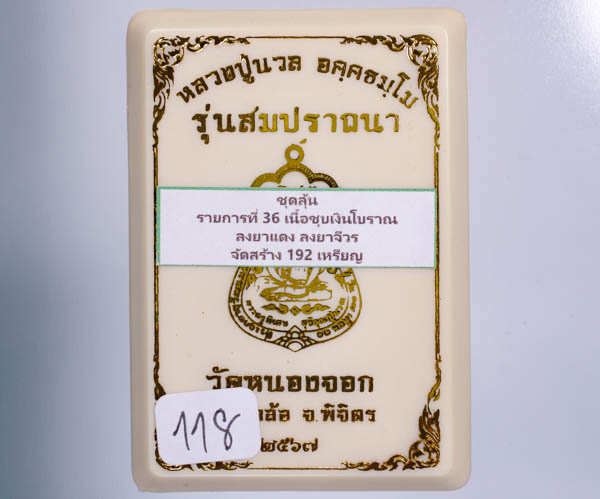 หลวงปู่นวล อคฺคธมฺโม
รุ่นสมปราถนา
ชุดลุ้น
รายการที่ 36 เนื้อชุบเงินโบราณ
ลงยาแดง ลงยาจีวร
จัดสร้าง 192 เหรียญ
วัดหนองจอก
จ.พิจิตร
๒๕๖๗
118